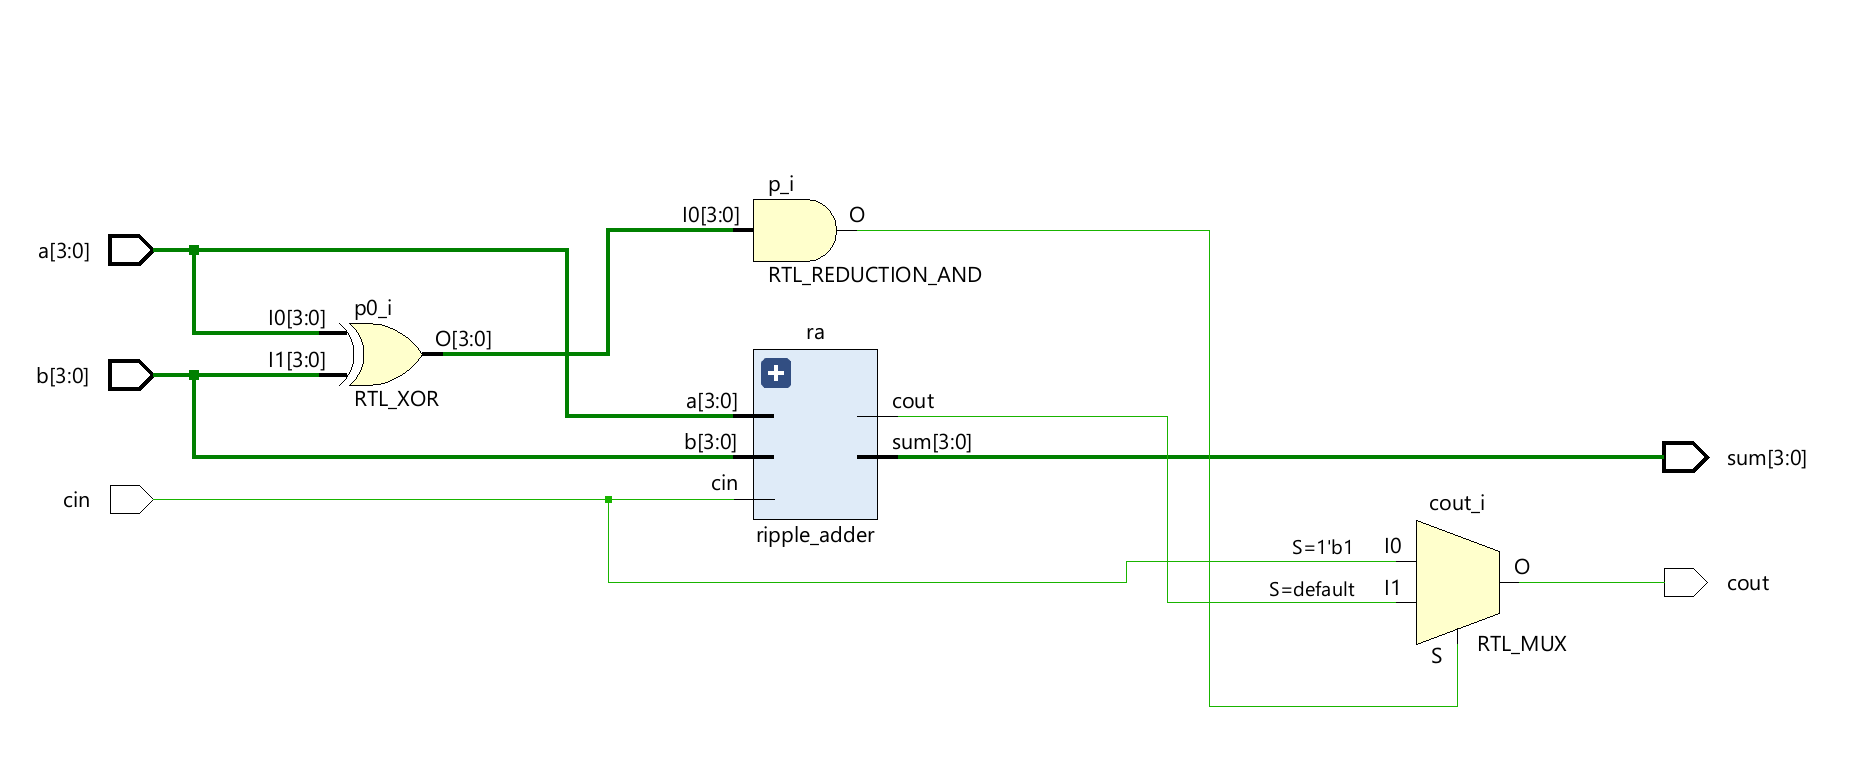 p_i
I0[3:0]
O
a[3:0]
RTL_REDUCTION_AND
p0_i
I0[3:0]
O[3:0]
ra
I1[3:0]
b[3:0]
RTL_XOR
a[3:0]
cout
b[3:0]
sum[3:0]
sum[3:0]
cin
cin
cout_i
ripple_adder
S=1'b1
I0
O
S=default
I1
cout
RTL_MUX
S